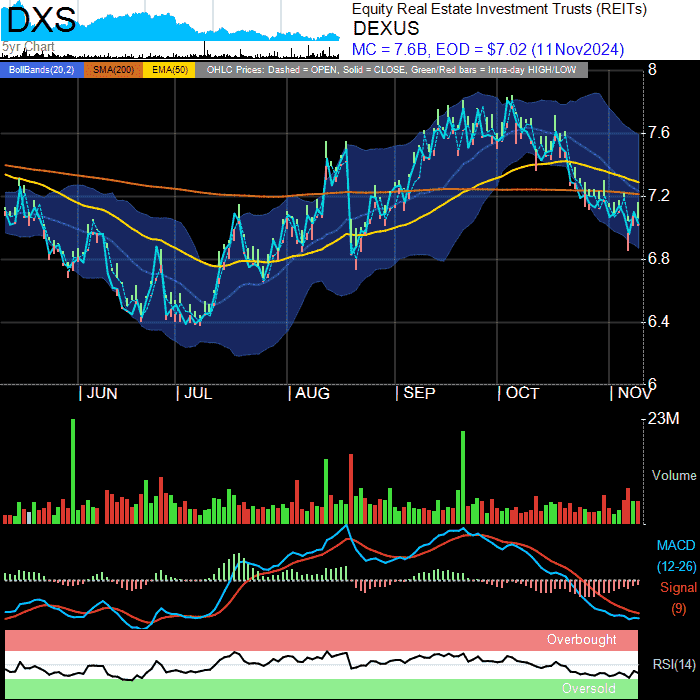 DXS
5yr Chart
Equity Real Estate Investment Trusts (REITs)
DEXUS
MC = 7.6B, EOD = $7.02 (11Nov2024)
BollBands(20,2) SMA(200) EMA(50) OHLC Prices: Dashed = OPEN, Solid = CLOSE, Green/Red bars = Intra-day HIGH/LOW
8
7.6
7.2
6.8
6.4
6
| JUN | JUL | AUG | SEP | OCT | NOV
23M
Volume
MACD
(12-26)
Signal
(9)
Overbought
RSI(14)
Oversold